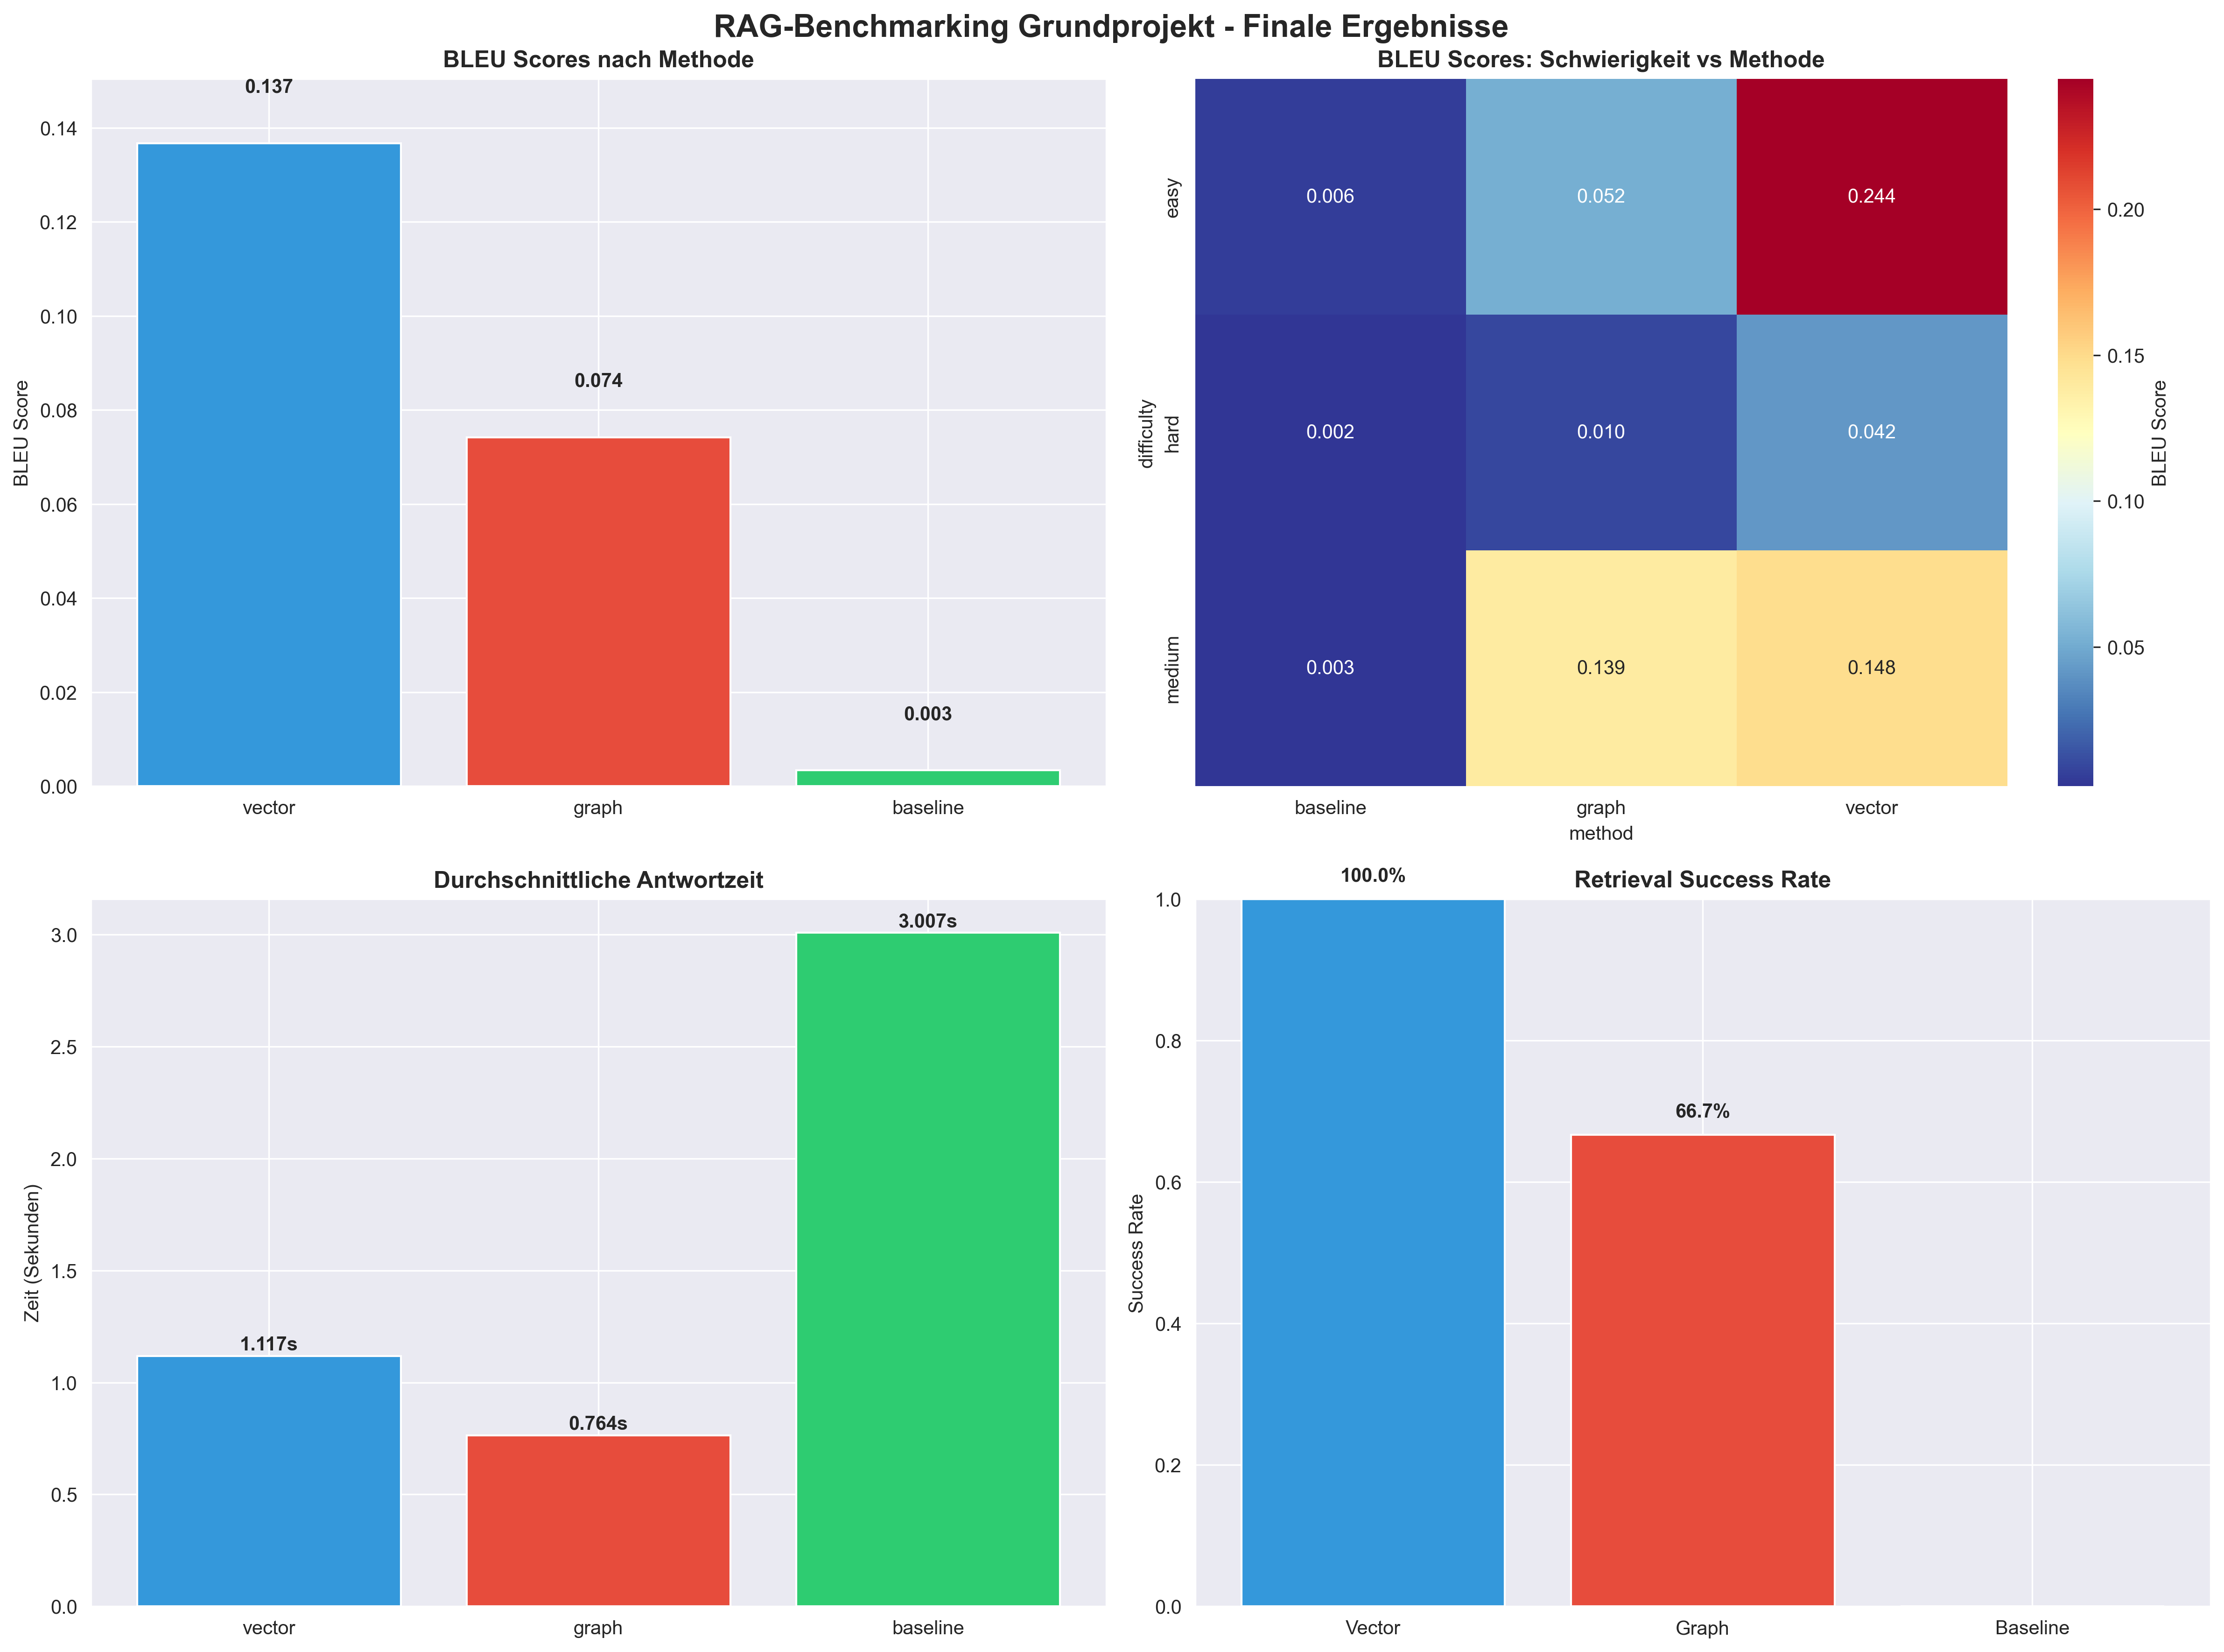 RAG-Benchmarking Grundprojekt - Finale Ergebnisse
BLEU Scores nach Methode
0.137
0.14
0.12
0.10
0.08
0.06
0.04
0.02
0.00
BLEU Score
0.074
0.003
vector graph baseline
BLEU Scores: Schwierigkeit vs Methode
easy
0.006 0.052 0.244
difficulty
hard
0.002 0.010 0.042
medium
0.003 0.139 0.148
baseline graph vector
method
0.20
0.15
0.10
0.05
BLEU Score
Durchschnittliche Antwortzeit
3.007s
3.0
2.5
2.0
1.5
1.0
0.5
0.0
Zeit (Sekunden)
1.117s
0.764s
vector graph baseline
100.0%
Retrieval Success Rate
1.0
0.8
0.6
0.4
0.2
0.0
Success Rate
66.7%
Vector Graph Baseline